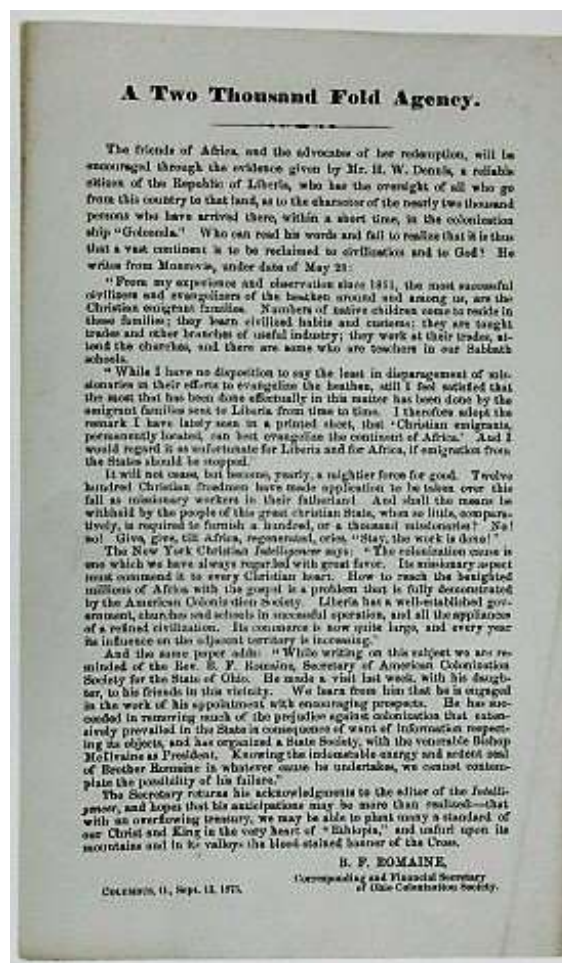 A Two Thousand Fold Agency.
The friends of Africa, and the advocates of her redemption, will be
encouraged through the evidence given by Mr. H. W. Dennis, a reliable
citizen of the Republic of Liberia, who has the oversight of all who go
from this country to that land, as to the character of the nearly two thousand
persons who have arrived there, within a short time, in the colonization
ship "Golconda." Who can read his words and fail to realize that it is thus
that a vast continent is to be reclaimed to civilization and to God? He
writes from Monrovia, under date of May 23:
"From my experience and observation since 1851, the most successful
civilizers and evangelizers of the heathen around and among us, are the
Christian emigrant families. Numbers of native children come to reside in
these families; they learn civilized habits and customs; they are taught
trades and other branches of useful industry; they work at their trades, at-
tend the churches, and there are some who are teachers in our Sabbath
schools.
"While I have no disposition to say the least in disparagement of mis-
sionaries in their efforts to evangelize the heathen, still I feel satisfied that
the most that has been done effectually in this matter has been done by the
emigrant families sent to Liberia from time to time. I therefore adopt the
remark I have lately seen in a printed sheet, that 'Christian emigrants,
permanently located, can best evangelize the continent of Africa.' And I
would regard it as unfortunate for Liberia and for Africa, if emigration from
the States should be stopped."
It will not cease, but become, yearly, a mightier force for good. Twelve
hundred Christian freedmen have made application to be taken over this
fall as missionary workers in their fatherland! And shall the means be
withheld by the people of this great christian State, when so little, compara-
tively, is required to furnish a hundred, or a thousand missionaries? No!
no! Give, give, till Africa, regenerated, cries, "Stay, the work is done!"
The New York Christian Intelligencer says: "The colonization cause is
one which we have always regarded with great favor. Its missionary aspect
must commend it to every Christian heart. How to reach the benighted
millions of Africa with the gospel is a problem that is fully demonstrated
by the American Colonization Society. Liberia has a well-established gov-
ernment, churches and schools in successful operation, and all the appliances
of a refined civilization. Its commerce is now quite large, and every year
its influence on the adjacent territory is increasing."
And the same paper adds: "While writing on this subject we are re-
minded of the Rev. B. F. Romaine, Secretary of American Colonization
Society for the State of Ohio. He made a visit last week, with his daugh-
ter, to his friends in this vicinity. We learn from him that he is engaged
in the work of his appointment with encouraging prospects. He has suc-
ceeded in removing much of the prejudice against colonization that exten-
sively prevailed in the State in consequence of want of information respect-
ing its objects, and has organized a State Society, with the venerable Bishop
McIlvaine as President. Knowing the indomitable energy and ardent zeal
of Brother Romaine in whatever cause he undertakes, we cannot contem-
plate the possibility of his failure."
The Secretary returns his acknowledgments to the editor of the Intelli-
gencer, and hopes that his anticipations may be more than realized—that
with an overflowing treasury, we may be able to plant many a standard of
our Christ and King in the very heart of "Ethiopia," and unfurl upon its
mountains and in its valleys the blood-stained banner of the Cross.
B. F. ROMAINE,
Corresponding and Financial Secretary
of Ohio Colonization Society.
COLUMBUS, O., Sept. 12,